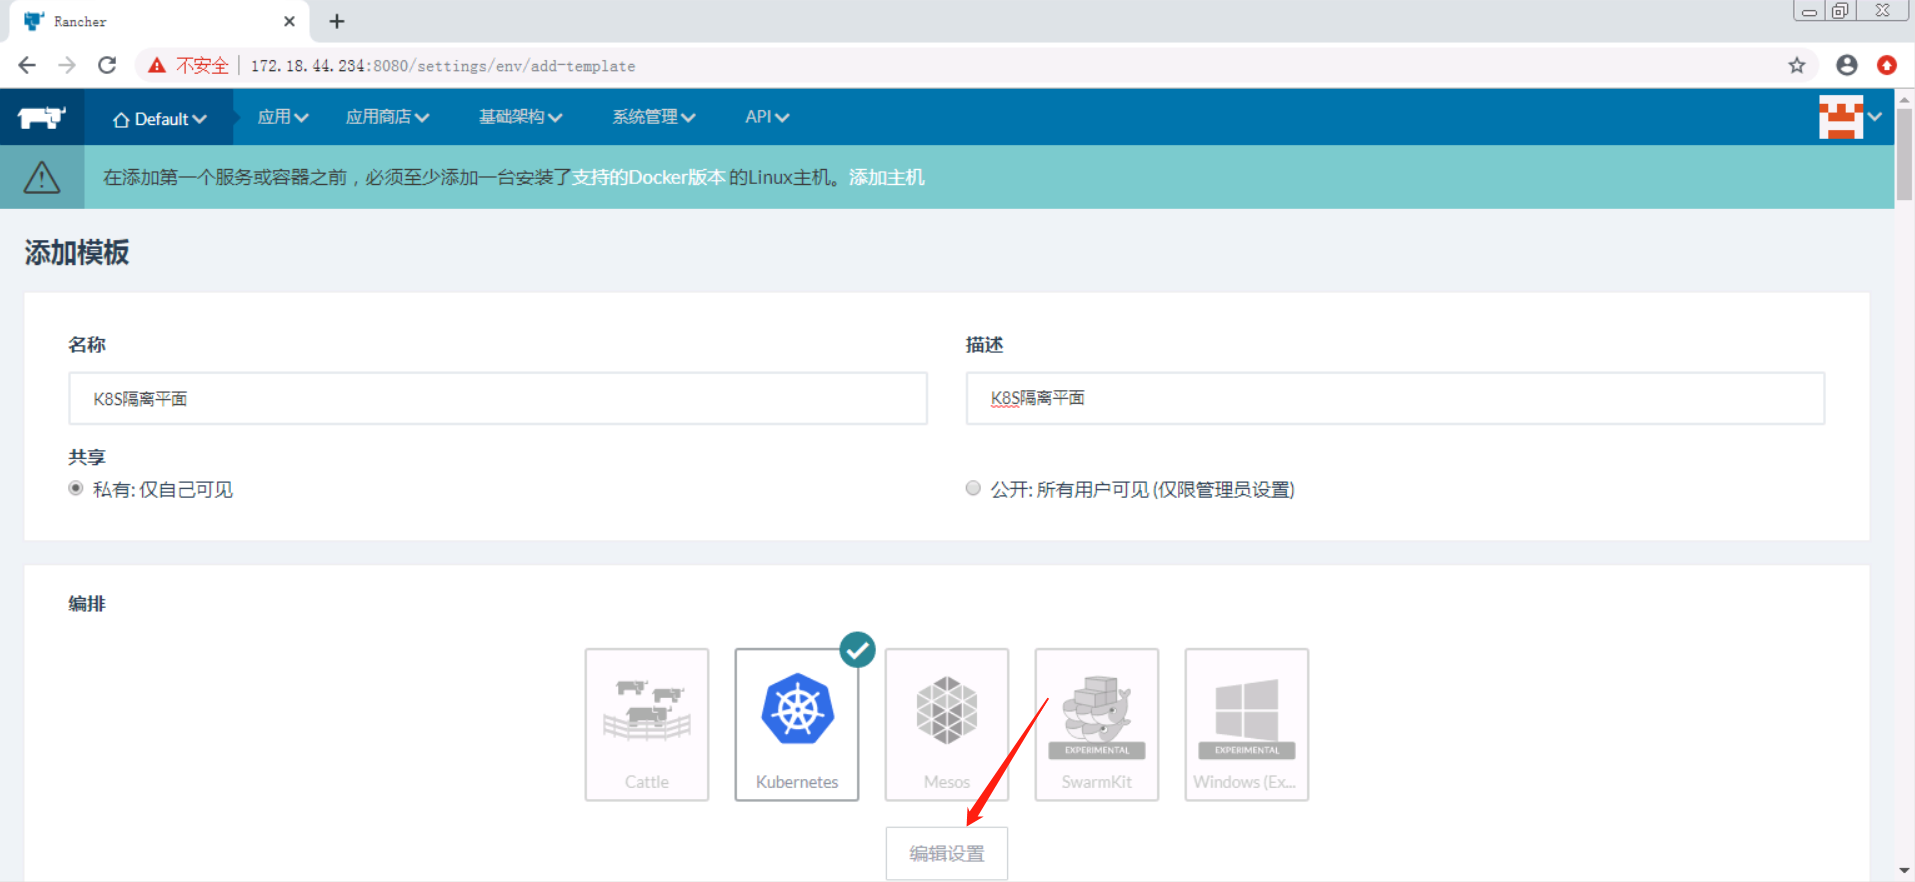 Rancher
不安全 172.18.44.234:8080/settings/env/add-template
Default 应用 应用商店 基础架构 系统管理 API
在添加第一个服务或容器之前，必须至少添加一台安装了支持的Docker版本 的Linux主机。添加主机
添加模板
名称 描述
K8S隔离平面 K8S隔离平面
共享
私有: 仅自己可见 公开: 所有用户可见 (仅限管理员设置)
编排
EXPERIMENTAL EXPERIMENTAL
Cattle Kubernetes Mesos SwarmKit Windows (Ex...
编辑设置